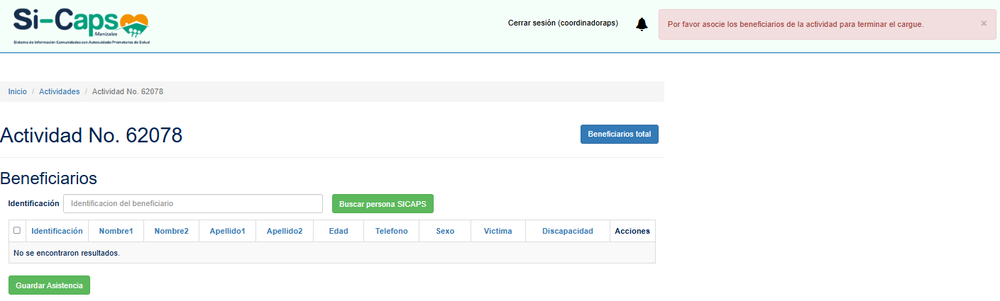 Si-Caps
Manizales
Sistema de Información Comunidades con Autocuidado Promotoras de Salud
Cerrar sesión (coordinadoraps)
Por favor asocie los beneficiarios de la actividad para terminar el cargue. ×
Inicio / Actividades / Actividad No. 62078
Actividad No. 62078
Beneficiarios total
Beneficiarios
Identificación Identificacion del beneficiario Buscar persona SICAPS
Identificación Nombre1 Nombre2 Apellido1 Apellido2 Edad Telefono Sexo Victima Discapacidad Acciones
No se encontraron resultados.
Guardar Asistencia